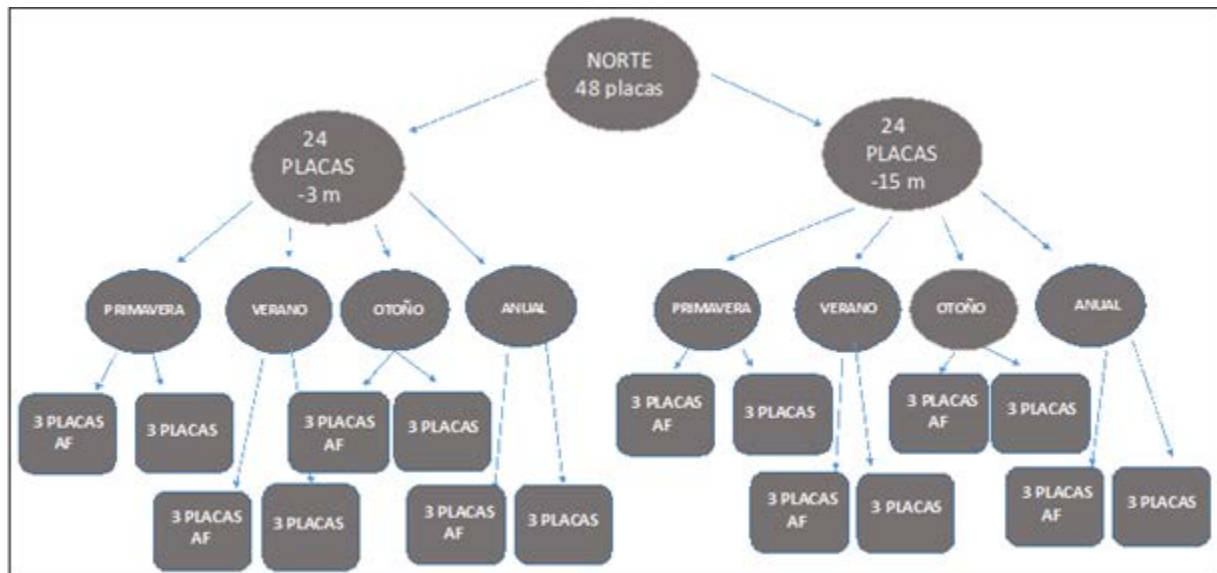 NORTE
48 placas
24
PLACAS
-3 m
24
PLACAS
-15 m
PRIMAVERA
VERANO
OTOÑO
ANUAL
PRIMAVERA
VERANO
OTOÑO
ANUAL
3 PLACAS
AF
3 PLACAS
3 PLACAS
AF
3 PLACAS
3 PLACAS
AF
3 PLACAS
3 PLACAS
AF
3 PLACAS
3 PLACAS
AF
3 PLACAS
3 PLACAS
AF
3 PLACAS
3 PLACAS
AF
3 PLACAS
3 PLACAS
AF
3 PLACAS